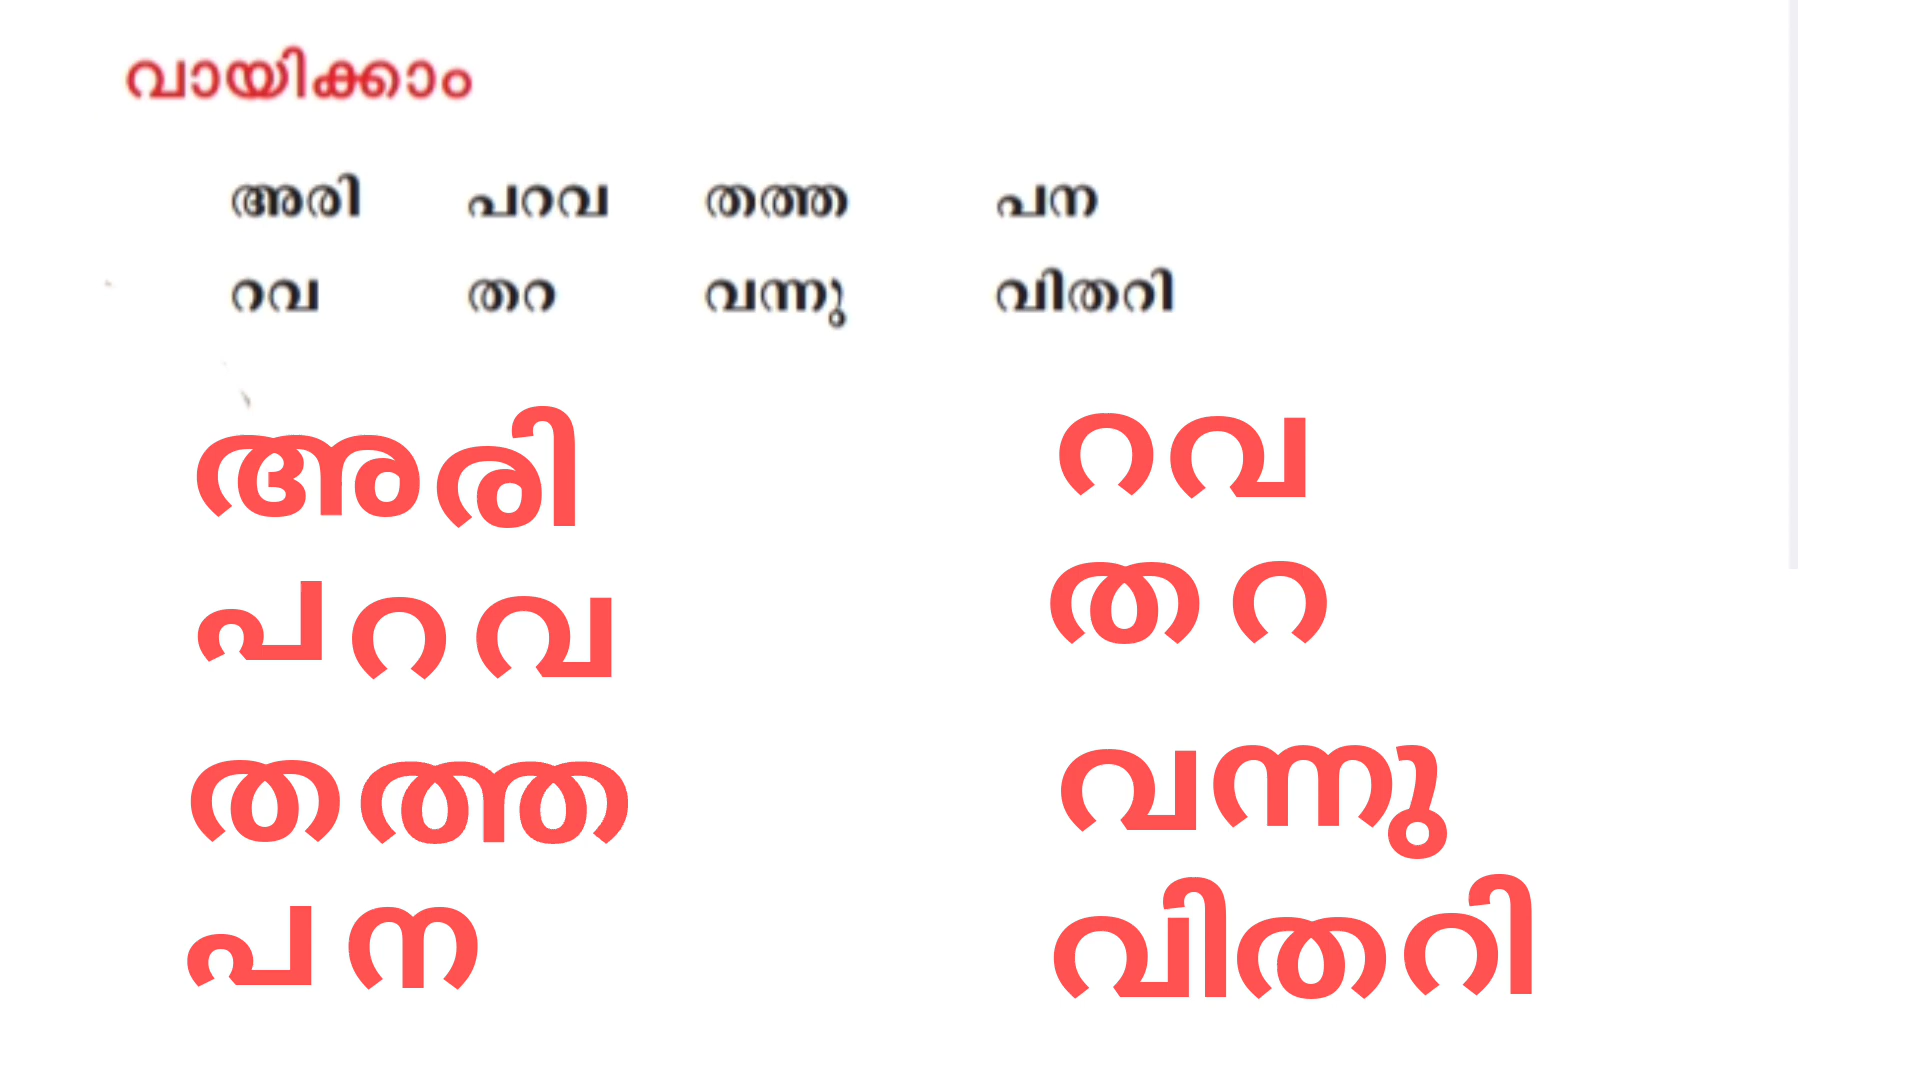 വായിക്കാം
അരി പറവ തത്ത പന
റവ തറ വന്നു വിതറി
അരി
പറവ
തത്ത
പന
റവ
തറ
വന്നു
വിതറി